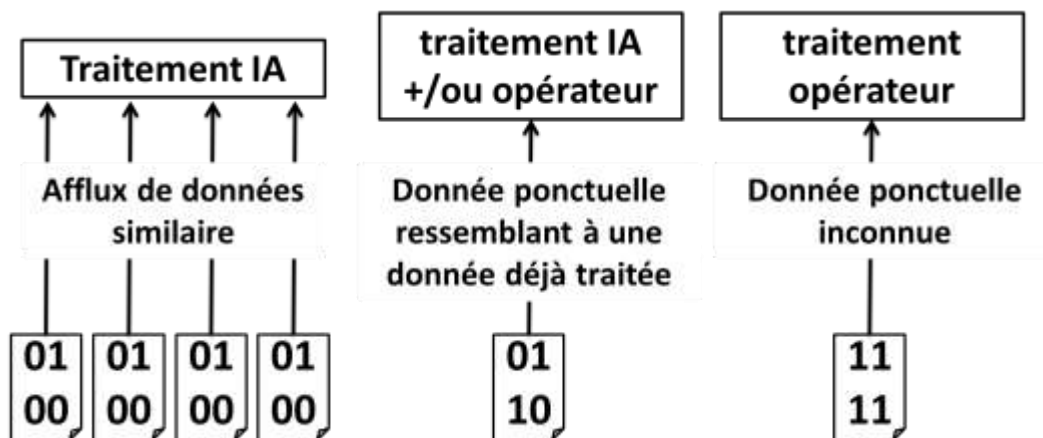 Traitement IA
Afflux de données
similaire
01
00
01
00
01
00
01
00
traitement IA
+/ou opérateur
Donnée ponctuelle
ressemblant à une
donnée déjà traitée
01
10
traitement
opérateur
Donnée ponctuelle
inconnue
11
11